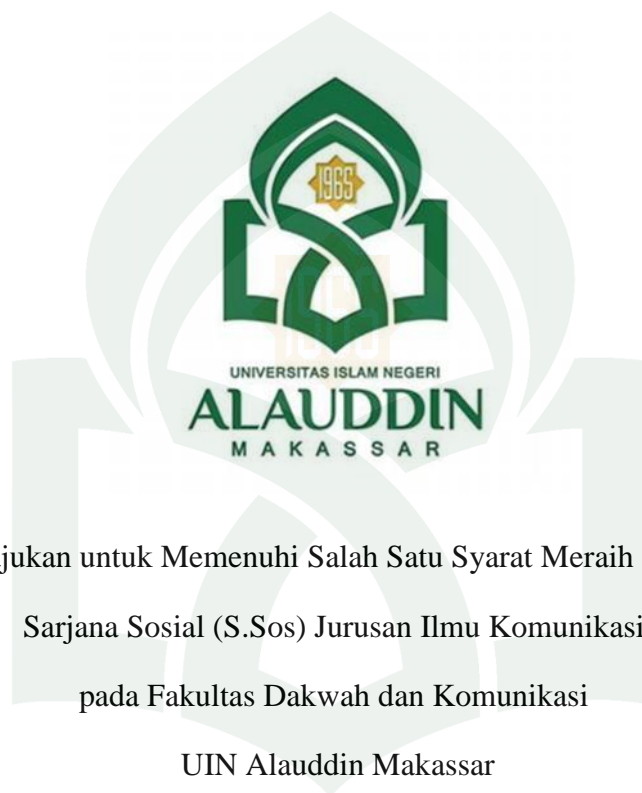 1965
UNIVERSITAS ISLAM NEGERI
ALAUDDIN
MAKASSAR
jukan untuk Memenuhi Salah Satu Syarat Meraih
Sarjana Sosial (S.Sos) Jurusan Ilmu Komunikasi
pada Fakultas Dakwah dan Komunikasi
UIN Alauddin Makassar